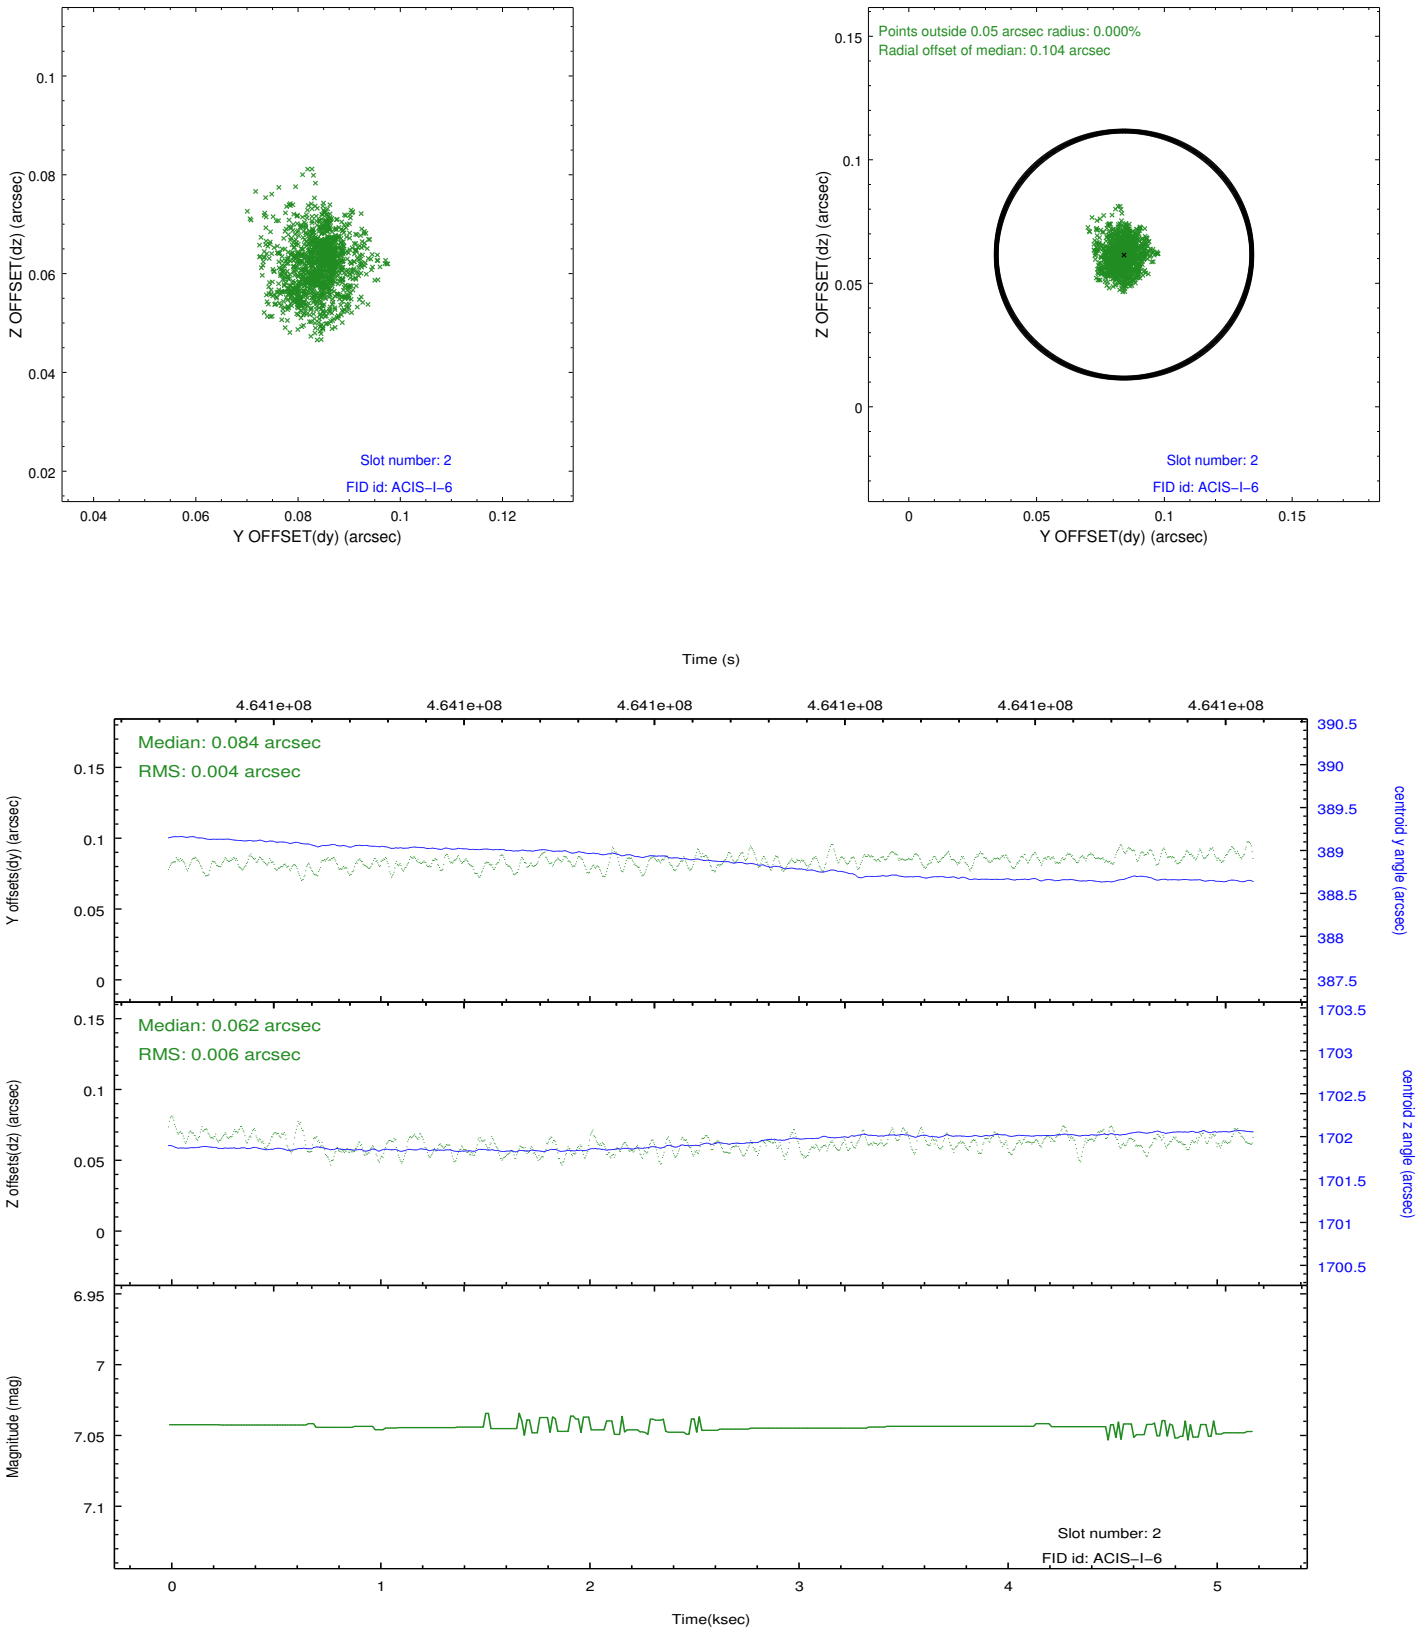 0.1
0.08
0.06
0.04
0.02
Z OFFSET(dz) (arcsec)
Slot number: 2
FID id: ACIS−I−6
0.04 0.06 0.08 0.1 0.12
Y OFFSET(dy) (arcsec)
Points outside 0.05 arcsec radius: 0.000%
Radial offset of median: 0.104 arcsec
0.15
0.1
0.05
0
Z OFFSET(dz) (arcsec)
Slot number: 2
FID id: ACIS−I−6
0 0.05 0.1 0.15
Y OFFSET(dy) (arcsec)
Time (s)
4.641e+08 4.641e+08 4.641e+08 4.641e+08 4.641e+08 4.641e+08
Median: 0.084 arcsec
RMS: 0.004 arcsec
0.15
0.1
0.05
0
Y offsets(dy) (arcsec)
390.5
390
389.5
389
388.5
388
387.5
centroid y angle (arcsec)
Median: 0.062 arcsec
RMS: 0.006 arcsec
0.15
0.1
0.05
0
Z offsets(dz) (arcsec)
1703.5
1703
1702.5
1702
1701.5
1701
1700.5
centroid z angle (arcsec)
6.95
7
7.05
7.1
Magnitude (mag)
Slot number: 2
FID id: ACIS−I−6
0 1 2 3 4 5
Time(ksec)